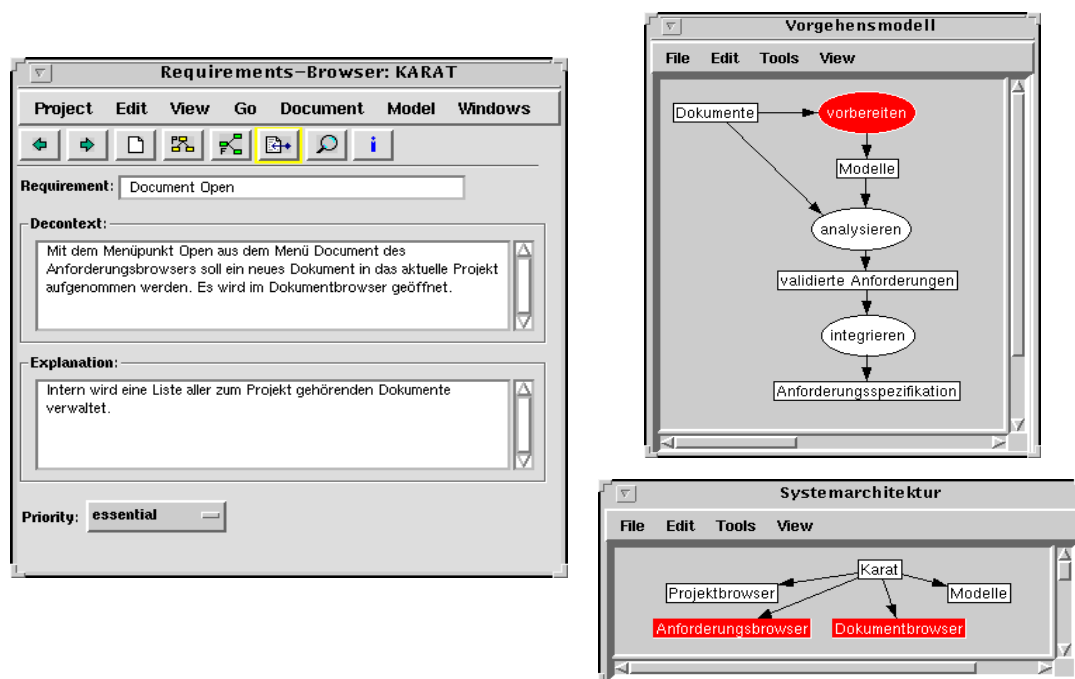 Requirements-Browser: KARAT
Project Edit View Go Document Model Windows
F
i
Requirement: Document Open
Decontext:
Mit dem Menüpunkt Open aus dem Menü Document des
Anforderungsbrowsers soll ein neues Dokument in das aktuelle Projekt
aufgenommen werden. Es wird im Dokumentbrowser geöffnet.
Explanation:
Intern wird eine Liste aller zum Projekt gehörenden Dokumente
verwaltet.
Priority: essential
Vorgehensmodell
File Edit Tools View
Dokumente
vorbereiten
Modelle
analysieren
validierte Anforderungen
integrieren
Anforderungsspezifikation
Systemarchitektur
File Edit Tools View
Karat
Projektbrowser
Modelle
Anforderungsbrowser
Dokumentbrowser